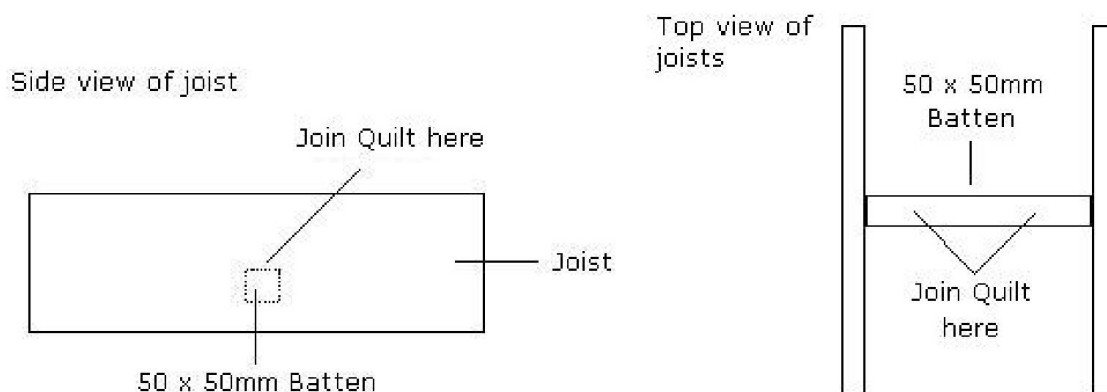 Side view of joist
Join Quilt here
Joist
50 x 50mm Batten
Top view of
joists
50 x 50mm
Batten
Join Quilt
here